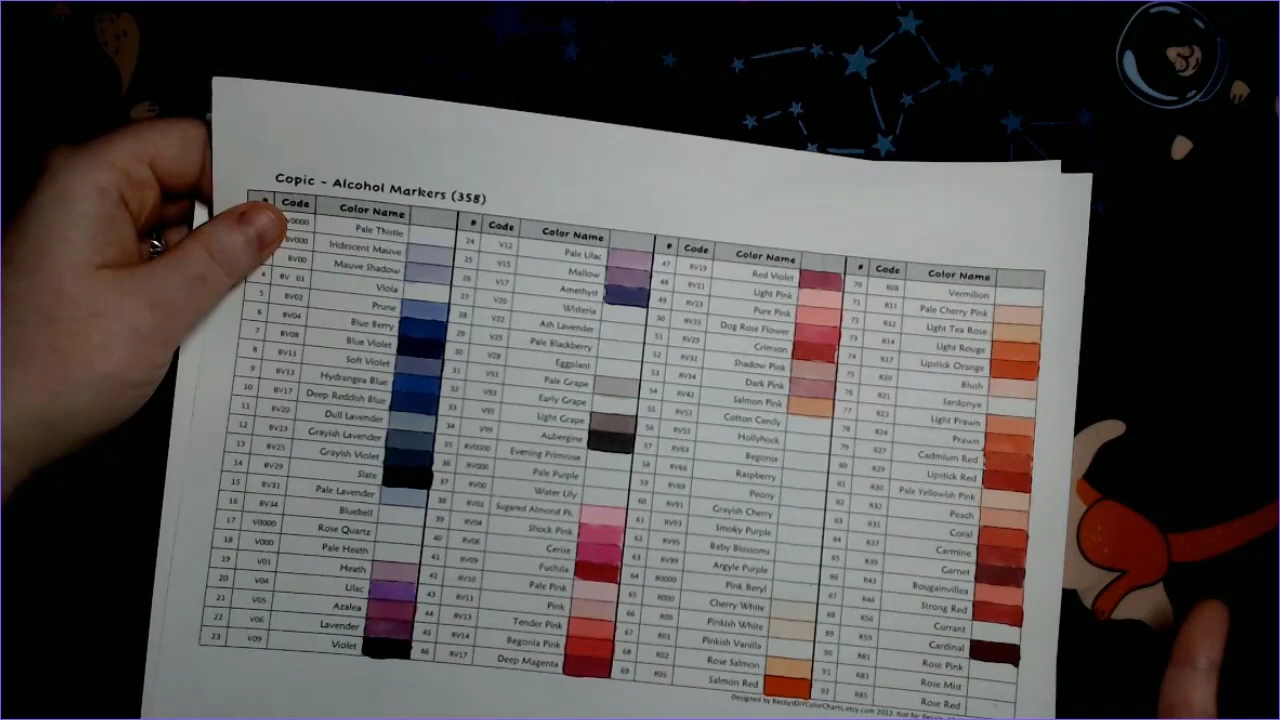 Copic - Alcohol Markers (358)
Code Color Name
V0000 Pale Thistle
BV000 Iridescent Mauve
BV00 Mauve Shadow
4 BV 01 Viola
5 BV02 Prune
6 BV04 Blue Berry
7 BV08 Blue Violet
8 BV11 Soft Violet
9 BV13 Hydrangea Blue
10 BV17 Deep Reddish Blue
11 BV20 Dull Lavender
12 BV23 Grayish Lavender
13 BV25 Grayish Violet
14 BV29 Slate
15 BV31 Pale Lavender
16 BV34 Bluebell
17 V0000 Rose Quartz
18 V000 Pale Heath
19 V01 Heath
20 V04 Lilac
21 V05 Azalea
22 V06 Lavender
23 V09 Violet
# Code Color Name
24 V12 Pale Lilac
25 V15 Mallow
26 V17 Amethyst
27 V20 Wisteria
28 V22 Ash Lavender
29 V25 Pale Blackberry
30 V28 Eggplant
31 V91 Pale Grape
32 V93 Early Grape
33 V95 Light Grape
34 V99 Aubergine
35 RV0000 Evening Primrose
36 RV000 Pale Purple
37 RV00 Water Lily
38 RV02 Sugared Almond Pk.
39 RV04 Shock Pink
40 RV06 Cerise
41 RV09 Fuchsia
42 RV10 Pale Pink
43 RV11 Pink
44 RV13 Tender Pink
45 RV14 Begonia Pink
46 RV17 Deep Magenta
# Code Color Name
47 RV19 Red Violet
48 RV21 Light Pink
49 RV23 Pure Pink
50 RV25 Dog Rose Flower
51 RV29 Crimson
52 RV32 Shadow Pink
53 RV34 Dark Pink
54 RV42 Salmon Pink
55 RV52 Cotton Candy
56 RV55 Hollyhock
57 RV63 Begonia
58 RV66 Raspberry
59 RV69 Peony
60 RV91 Grayish Cherry
61 RV93 Smoky Purple
62 RV95 Baby Blossoms
63 RV99 Argyle Purple
64 R0000 Pink Beryl
65 R000 Cherry White
66 R00 Pinkish White
67 R01 Pinkish Vanilla
68 R02 Rose Salmon
69 R05 Salmon Red
# Code Color Name
70 R08 Vermilion
71 R11 Pale Cherry Pink
72 R12 Light Tea Rose
73 R14 Light Rouge
74 R17 Lipstick Orange
75 R20 Blush
76 R21 Sardonyx
77 R22 Light Prawn
78 R24 Prawn
79 R27 Cadmium Red
80 R29 Lipstick Red
81 R30 Pale Yellowish Pink
82 R32 Peach
83 R35 Coral
84 R37 Carmine
85 R39 Garnet
86 R43 Bougainvillea
87 R46 Strong Red
88 R56 Currant
89 R59 Cardinal
90 R81 Rose Pink
91 R83 Rose Mist
92 R85 Rose Red
Designed by BeckysDIYColorCharts.etsy.com 2022. Not for